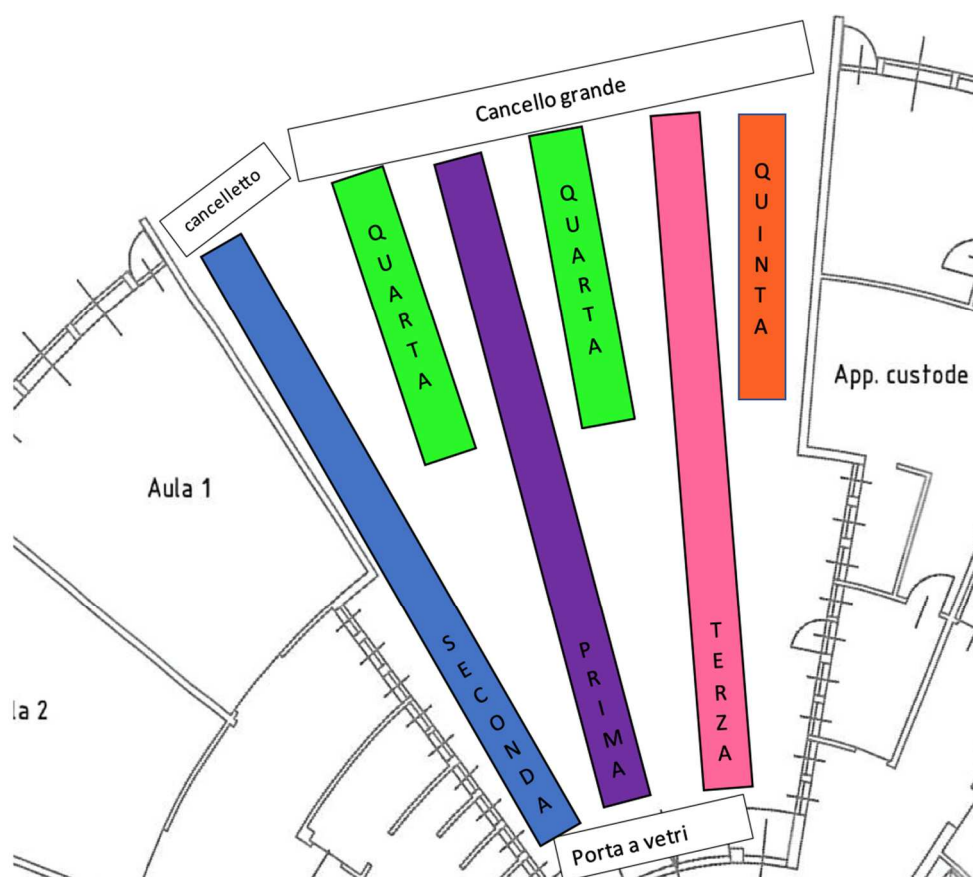 Cancello grande
cancelletto
QUARTA
QUARTA
QUINTA
App. custode
Aula 1
SECONDA
PRIMA
TERZA
la 2
Porta a vetri